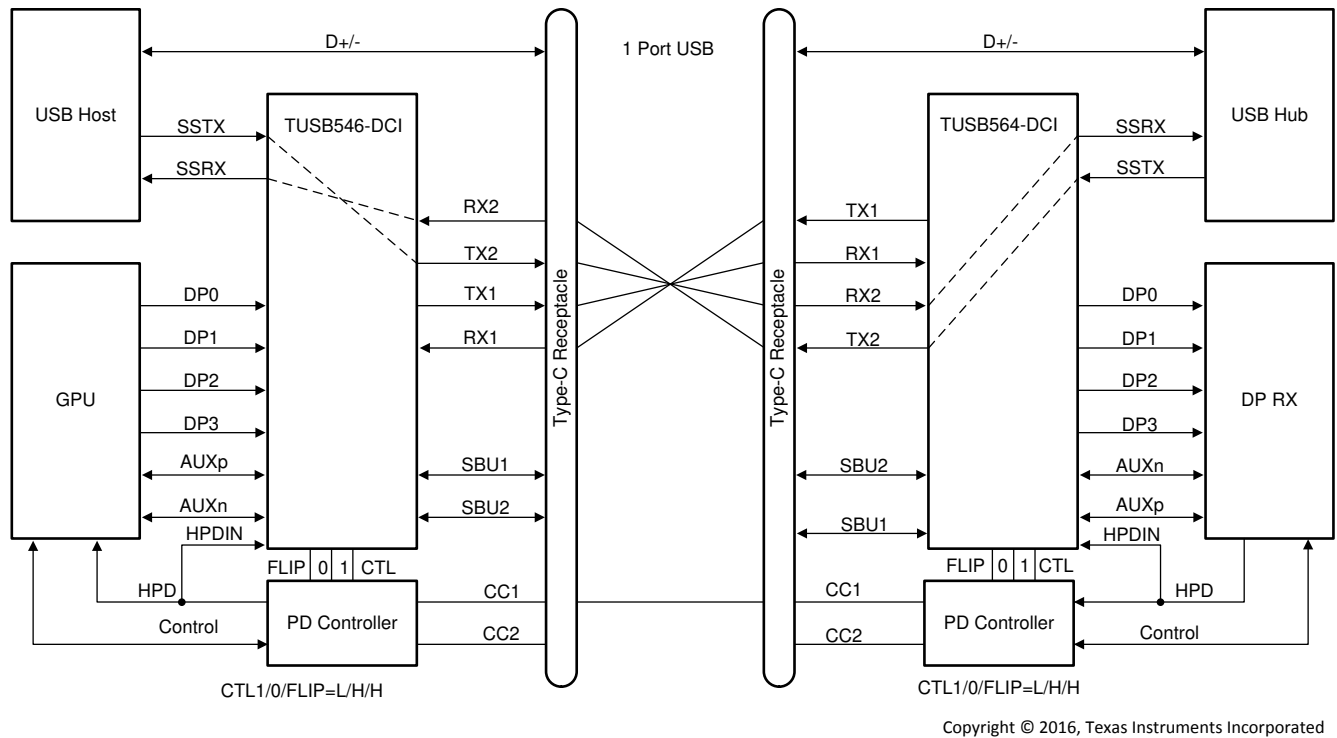 D+/-
1 Port USB
D+/-
USB Host
TUSB546-DCI
TUSB564-DCI
USB Hub
SSTX
SSRX
SSRX
SSTX
RX2
TX2
TX1
RX1
TX1
RX1
RX2
TX2
Type-C Receptacle
Type-C Receptacle
GPU
DP0
DP1
DP2
DP3
AUXp
AUXn
HPDIN
SBU1
SBU2
SBU2
SBU1
DP0
DP1
DP2
DP3
AUXn
AUXp
HPDIN
DP RX
FLIP 0 1 CTL
FLIP 0 1 CTL
HPD
Control
PD Controller
CC1
CC2
CC1
CC2
PD Controller
HPD
Control
CTL1/0/FLIP=L/H/H
CTL1/0/FLIP=L/H/H
Copyright © 2016, Texas Instruments Incorporated